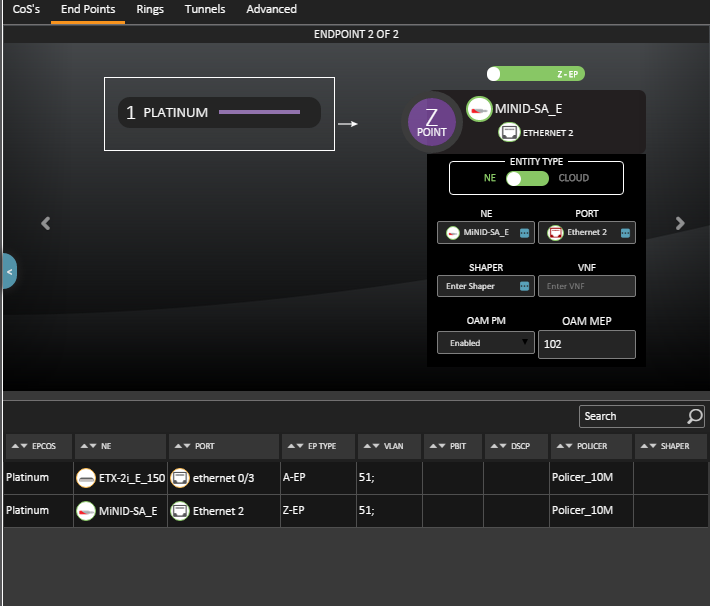 CoS's End Points Rings Tunnels Advanced
ENDPOINT 2 OF 2
Z - EP
1 PLATINUM
Z
POINT
MINID-SA_E
ETHERNET 2
ENTITY TYPE
NE CLOUD
NE PORT
MiNID-SA_E Ethernet 2
SHAPER VNF
Enter Shaper Enter VNF
OAM PM OAM MEP
Enabled 102
<
Search
EPCOS NE PORT EP TYPE VLAN PBIT DSCP POLICER SHAPER
Platinum ETX-2i_E_150 ethernet 0/3 A-EP 51; Policer_10M
Platinum MiNID-SA_E Ethernet 2 Z-EP 51; Policer_10M